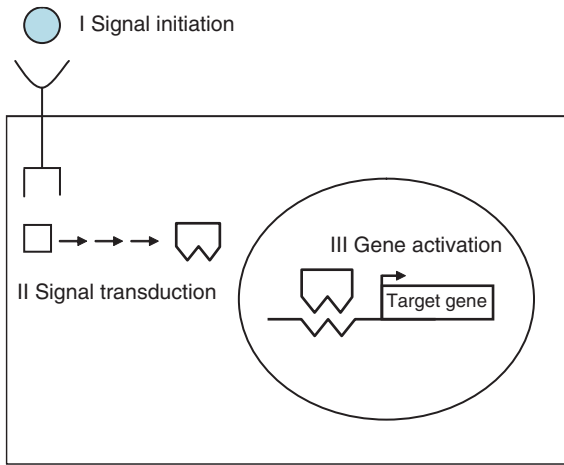 I Signal initiation
II Signal transduction
III Gene activation
Target gene